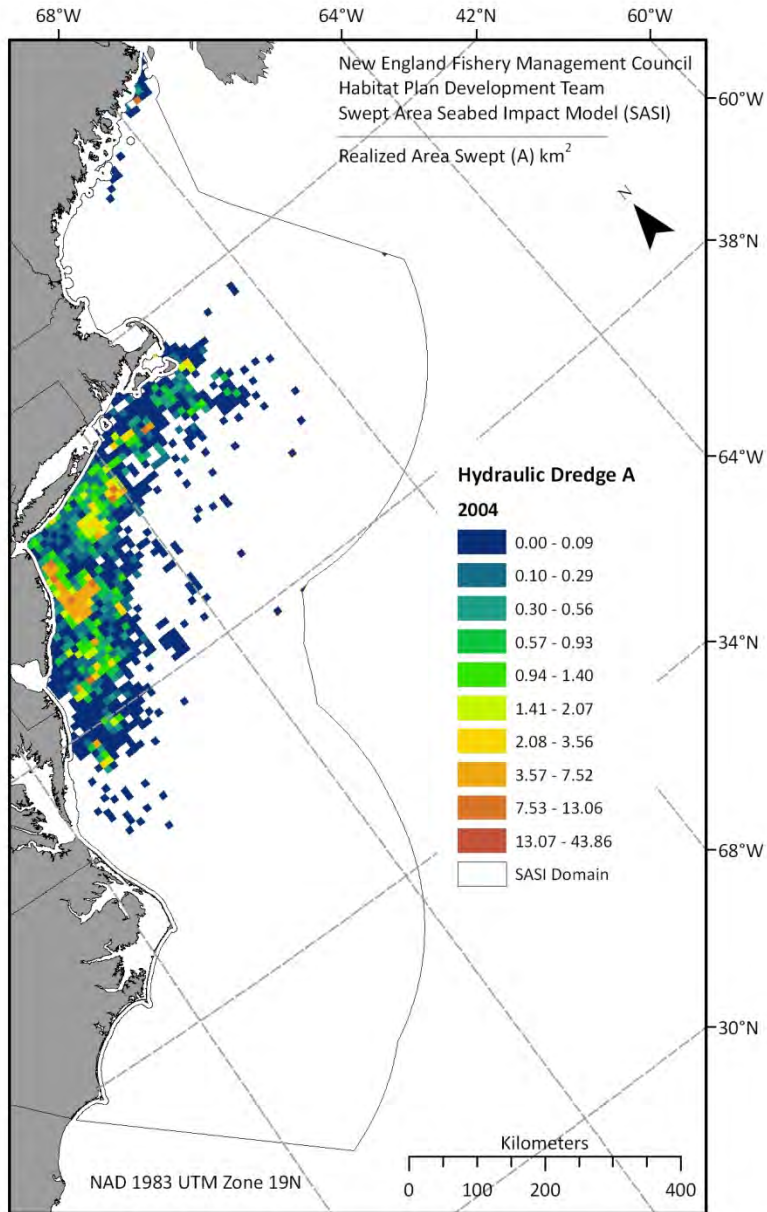 68°W 64°W 42°N 60°W
New England Fishery Management Council
Habitat Plan Development Team
Swept Area Seabed Impact Model (SASI)
Realized Area Swept (A) km²
60°W
N
38°N
64°W
Hydraulic Dredge A
2004
0.00 - 0.09
0.10 - 0.29
0.30 - 0.56
34°N
0.57 - 0.93
0.94 - 1.40
1.41 - 2.07
2.08 - 3.56
3.57 - 7.52
7.53 - 13.06
13.07 - 43.86
68°W
SASI Domain
30°N
Kilometers
NAD 1983 UTM Zone 19N
0 100 200 400